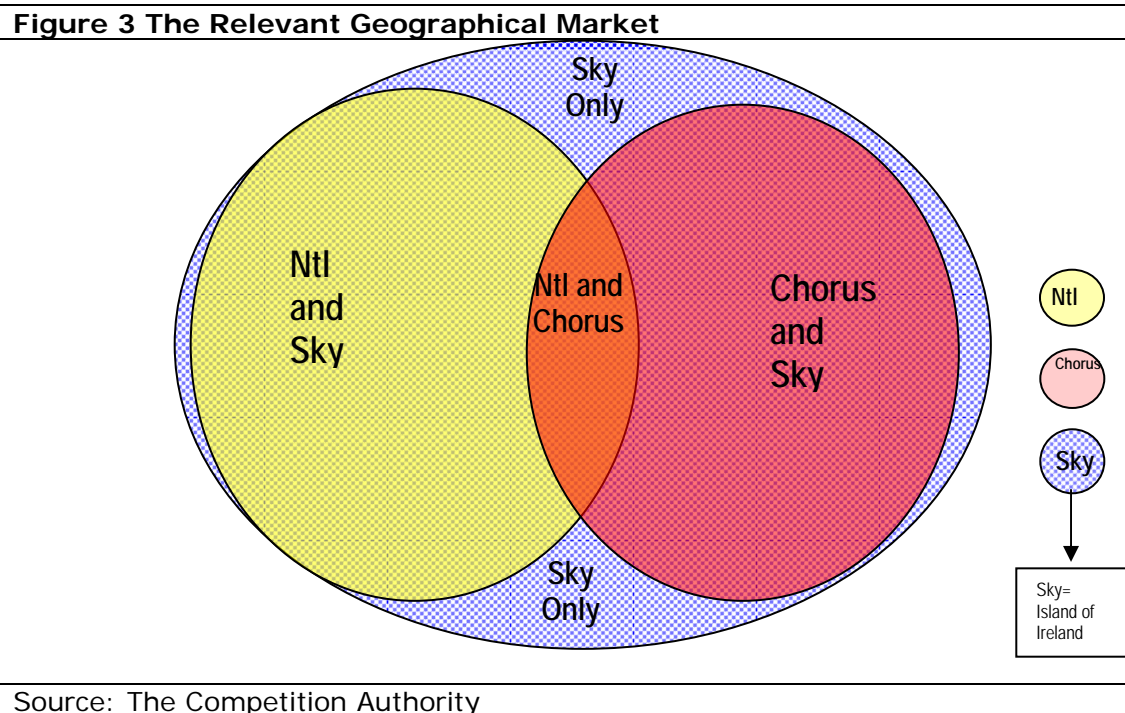 Figure 3 The Relevant Geographical Market
Sky
Only
Ntl
and
Sky
Ntl and
Chorus
Chorus
and
Sky
Sky
Only
Ntl
Chorus
Sky
Sky=
Island of
Ireland
Source: The Competition Authority